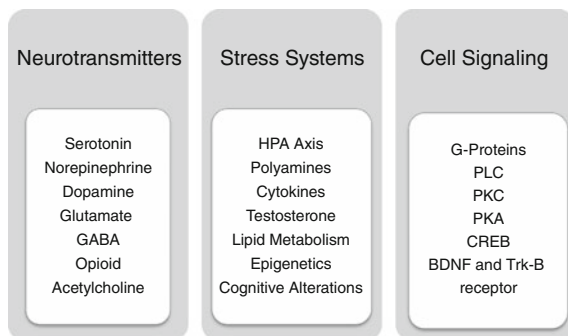 Neurotransmitters
Serotonin
Norepinephrine
Dopamine
Glutamate
GABA
Opioid
Acetylcholine
Stress Systems
HPA Axis
Polyamines
Cytokines
Testosterone
Lipid Metabolism
Epigenetics
Cognitive Alterations
Cell Signaling
G-Proteins
PLC
PKC
PKA
CREB
BDNF and Trk-B
receptor